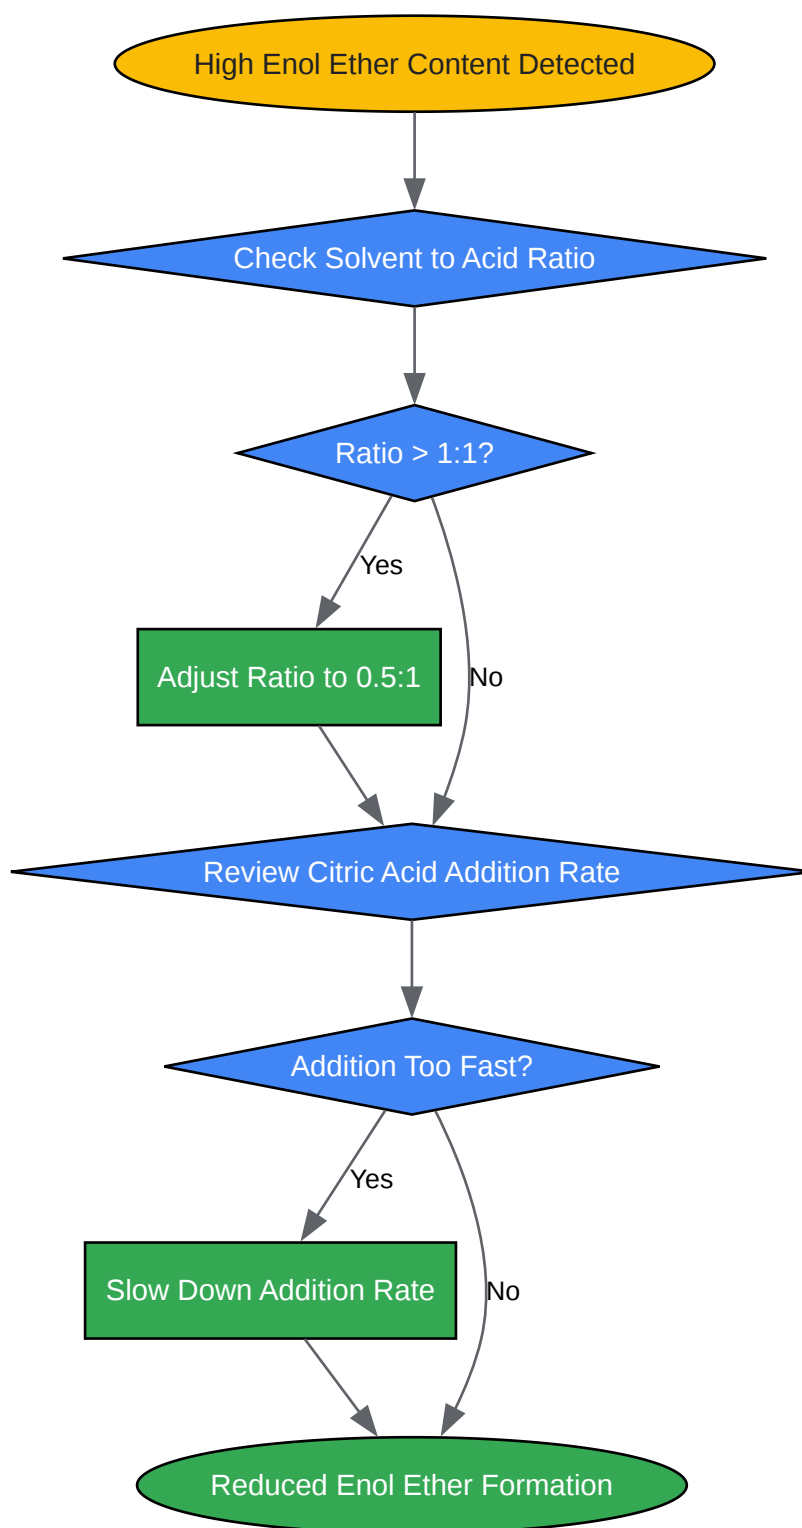 High Enol Ether Content Detected
Check Solvent to Acid Ratio
Ratio > 1:1?
Yes
Adjust Ratio to 0.5:1
No
Review Citric Acid Addition Rate
Addition Too Fast?
Yes
Slow Down Addition Rate
No
Reduced Enol Ether Formation